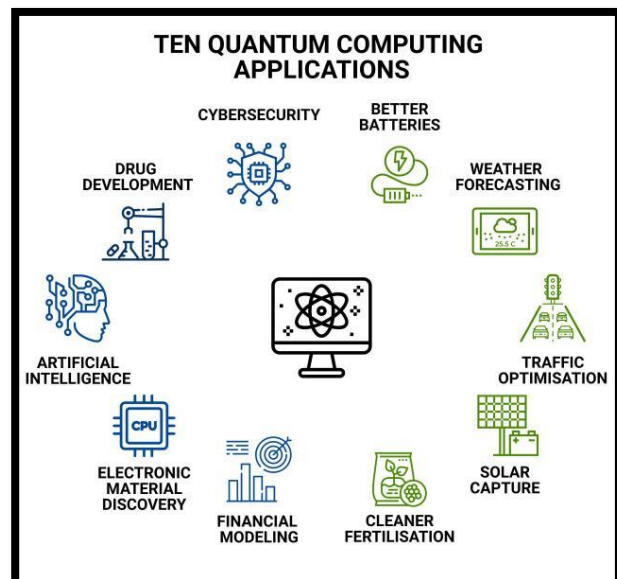 TEN QUANTUM COMPUTING
APPLICATIONS
CYBERSECURITY
BETTER
BATTERIES
DRUG
DEVELOPMENT
WEATHER
FORECASTING
25.5 C
ARTIFICIAL
INTELLIGENCE
TRAFFIC
OPTIMISATION
CPU
ELECTRONIC
MATERIAL
DISCOVERY
SOLAR
CAPTURE
FINANCIAL
MODELING
CLEANER
FERTILISATION